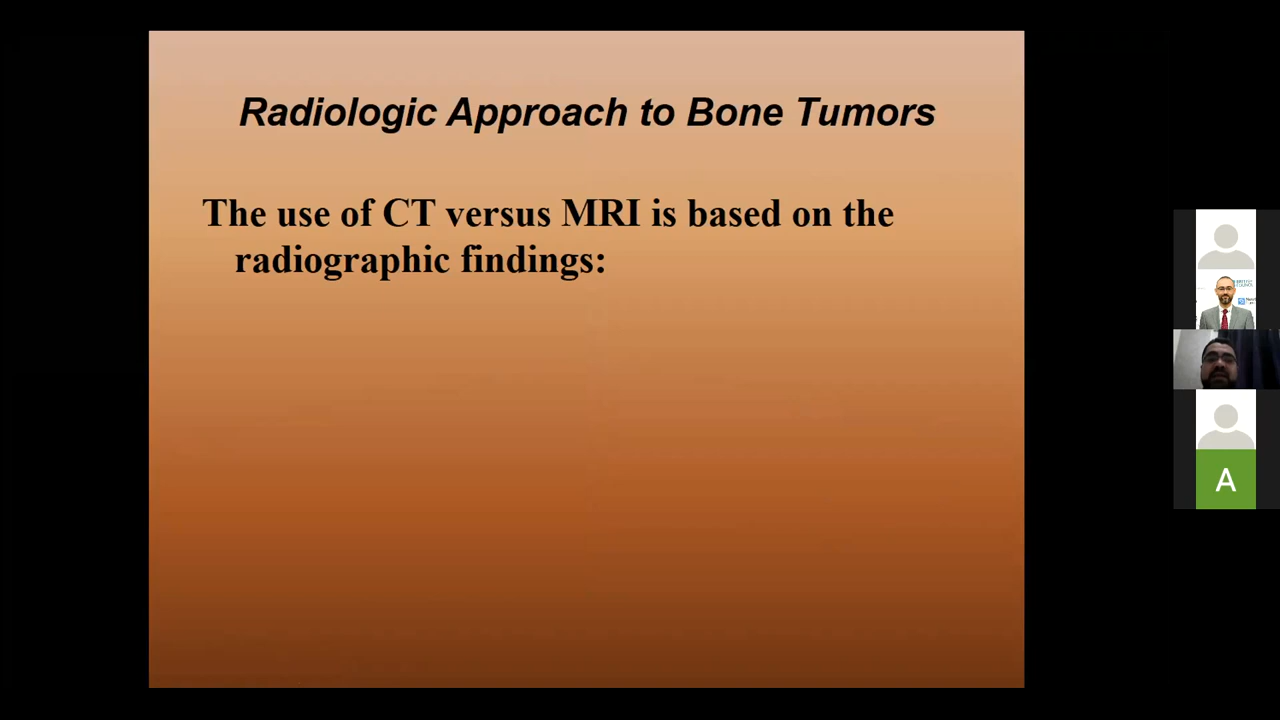 Radiologic Approach to Bone Tumors
The use of CT versus MRI is based on the
radiographic findings:
A